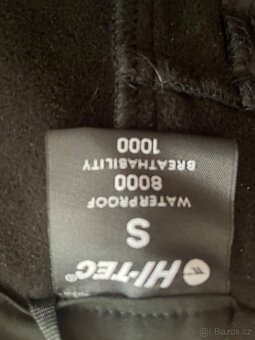 HI-TEC®
S
WATERPROOF
8000
BREATHABILITY
1000
© Bazos.cz